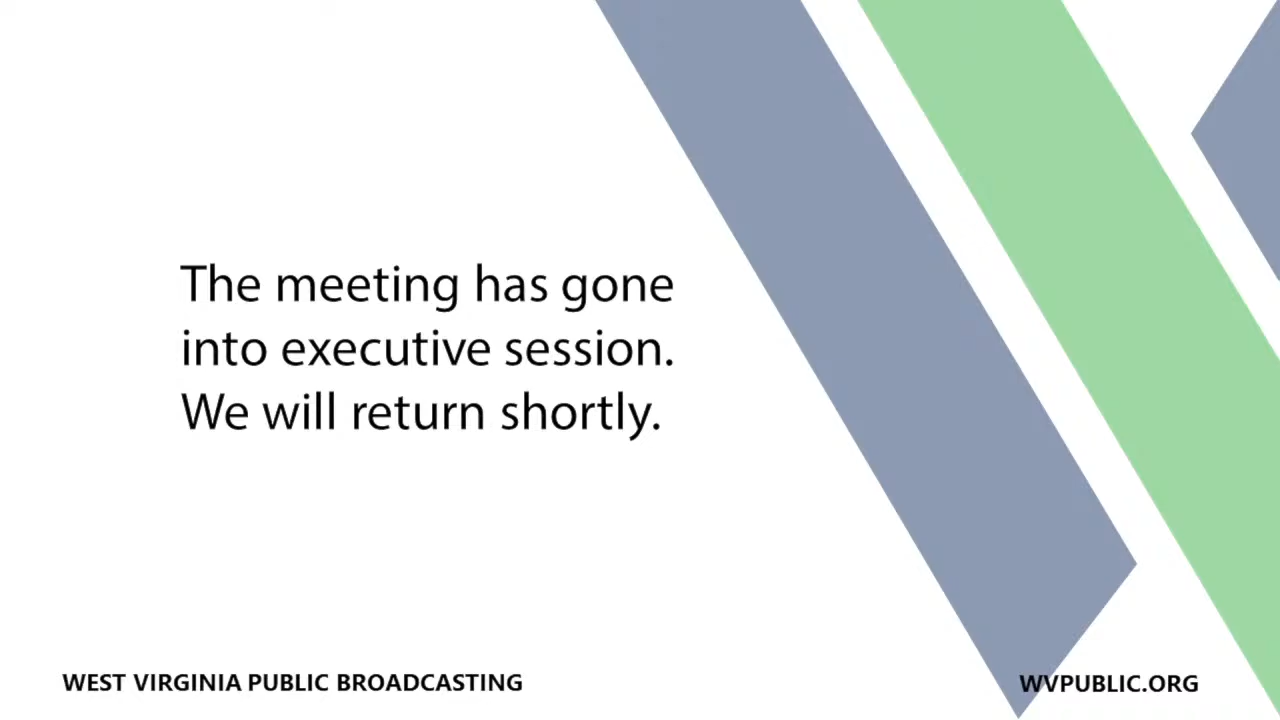 The meeting has gone
into executive session.
We will return shortly.
WEST VIRGINIA PUBLIC BROADCASTING
WVPUBLIC.ORG